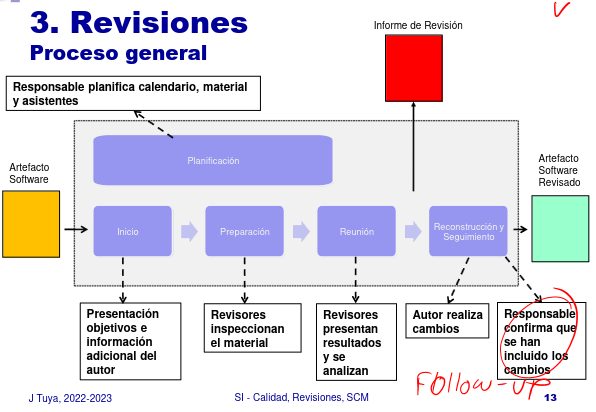 3. Revisiones
Proceso general
Informe de Revisión
Responsable planifica calendario, material
y asistentes
Artefacto
Software
Planificación
Artefacto
Software
Revisado
Inicio
Preparación
Reunión
Reconstrucción y
Seguimiento
Presentación
objetivos e
información
adicional del
autor
Revisores
inspeccionan
el material
Revisores
presentan
resultados
y se
analizan
Autor realiza
cambios
Responsable
confirma que
se han
incluido los
cambios
Follow-up
J Tuya, 2022-2023
SI - Calidad, Revisiones, SCM
13